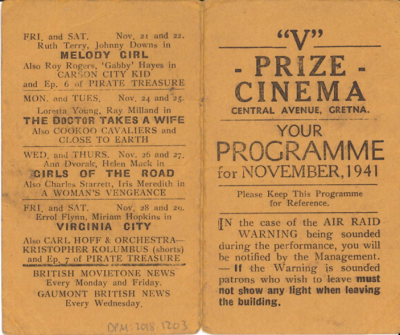 FRI, and SAT. Nov, 21 and 22.
Ruth Terry, Johnny Downs in
MELODY GIRL
Also Roy Rogers, 'Gabby' Hayes in
CARSON CITY KID
and Ep. 6 of PIRATE TREASURE
MON. and TUES. Nov, 24 and 25.
Loretta Young, Ray Milland in
THE DOCTOR TAKES A WIFE
Also COOKOO CAVALIERS and
CLOSE TO EARTH
WED, and THURS. Nov. 26 and 27.
Ann Dvorak, Helen Mack in
GIRLS OF THE ROAD
Also Charles Starrett, Iris Meredith in
A WOMAN'S VENGEANCE
FRI, and SAT. Nov, 28 and 29.
Errol Flynn, Miriam Hopkins in
VIRGINIA CITY
Also CARL HOFF & ORCHESTRA—
KRISTOPHER KOLUMBUS (shorts)
and Ep, 7 of PIRATE TREASURE
BRITISH MOVIETONE NEWS
Every Monday and Friday.
GAUMONT BRITISH NEWS
Every Wednesday.
DPM.2018.1203
"V"
- PRIZE -
CINEMA
CENTRAL AVENUE, GRETNA.
YOUR
PROGRAMME
for NOVEMBER, 1941
Please Keep This Programme
for Reference.
IN the case of the AIR RAID
WARNING being sounded
during the performance, you will
be notified by the Management.
— If the Warning is sounded
patrons who wish to leave must
not show any light when leaving
the building.